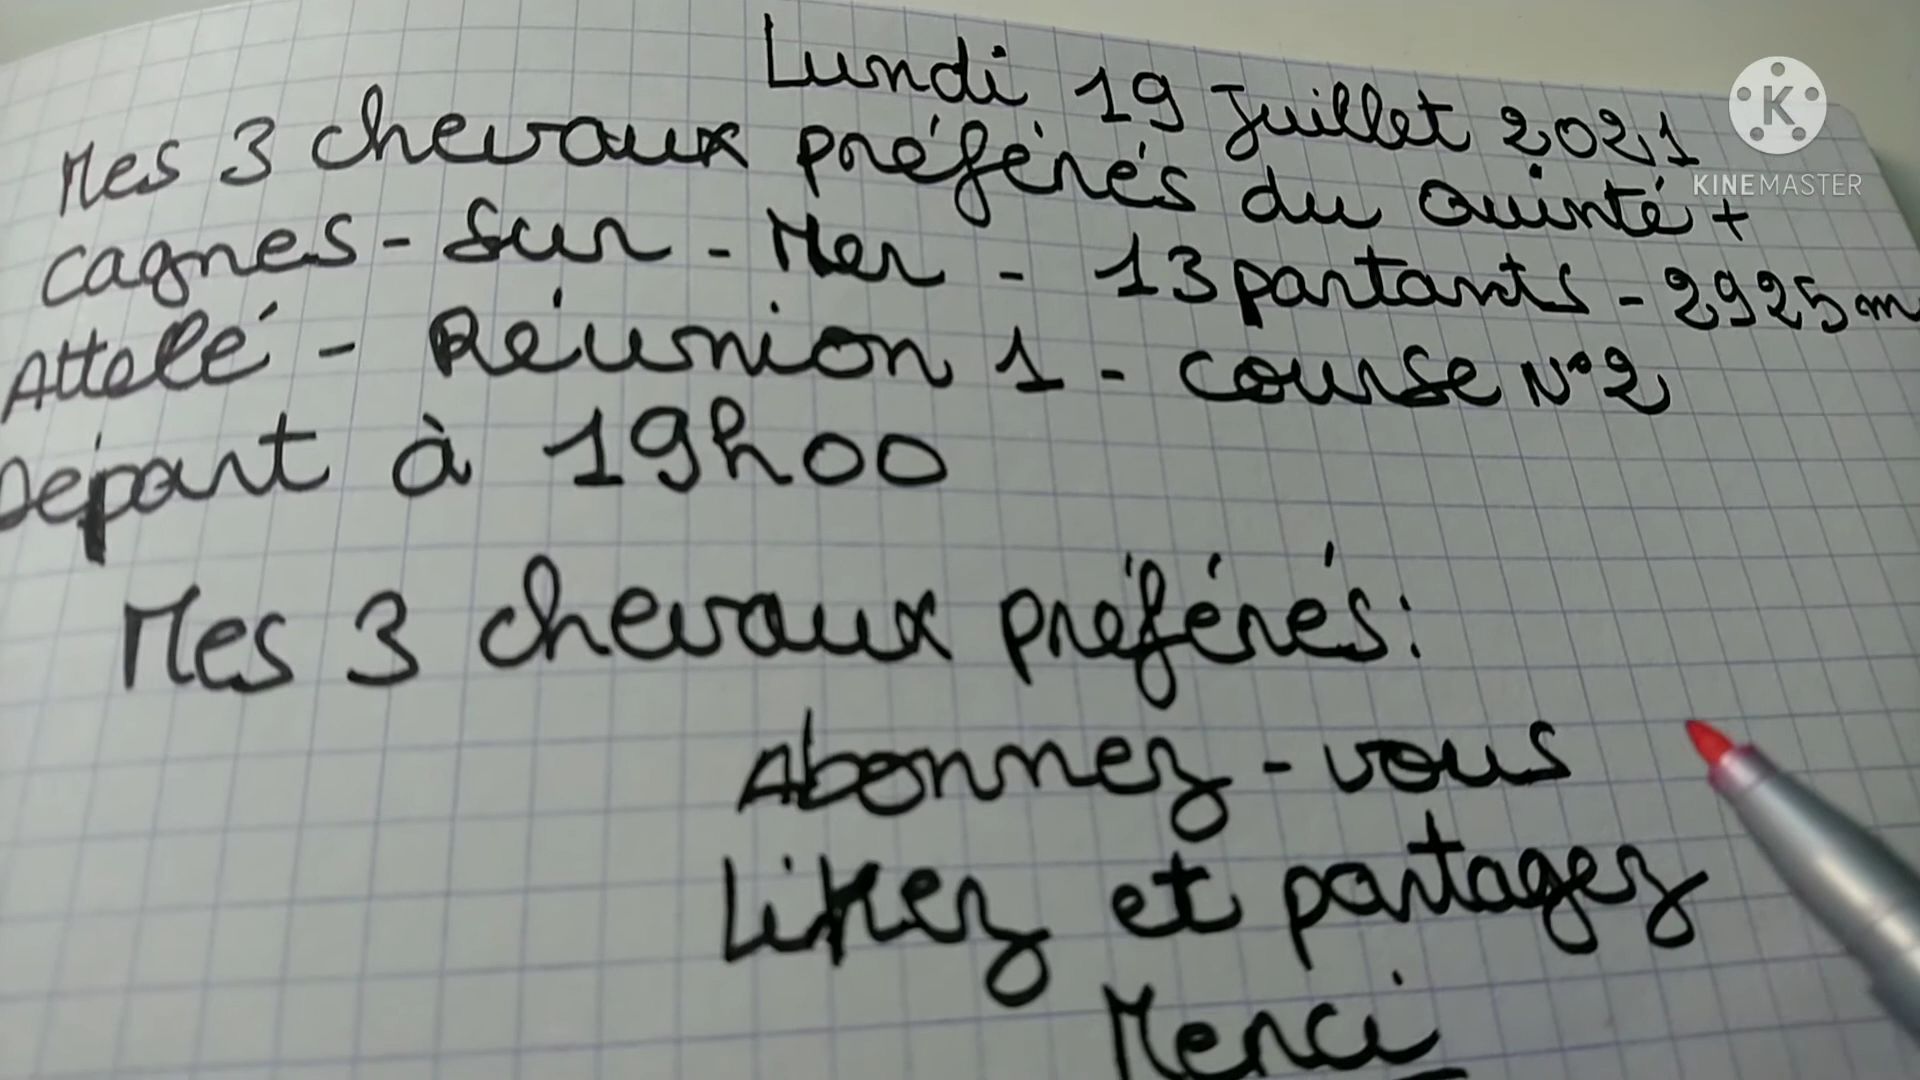 Lundi 19 Juillet 2021
Mes 3 chevaux préférés du Quinté +
Cagnes - Sur - Mer - 13 partants - 2925m
Attelé - Réunion 1 - Course N°2
Départ à 19h00
Mes 3 chevaux préférés:
Abonnez - vous
Likez et partagez
Merci
K
KINEMASTER